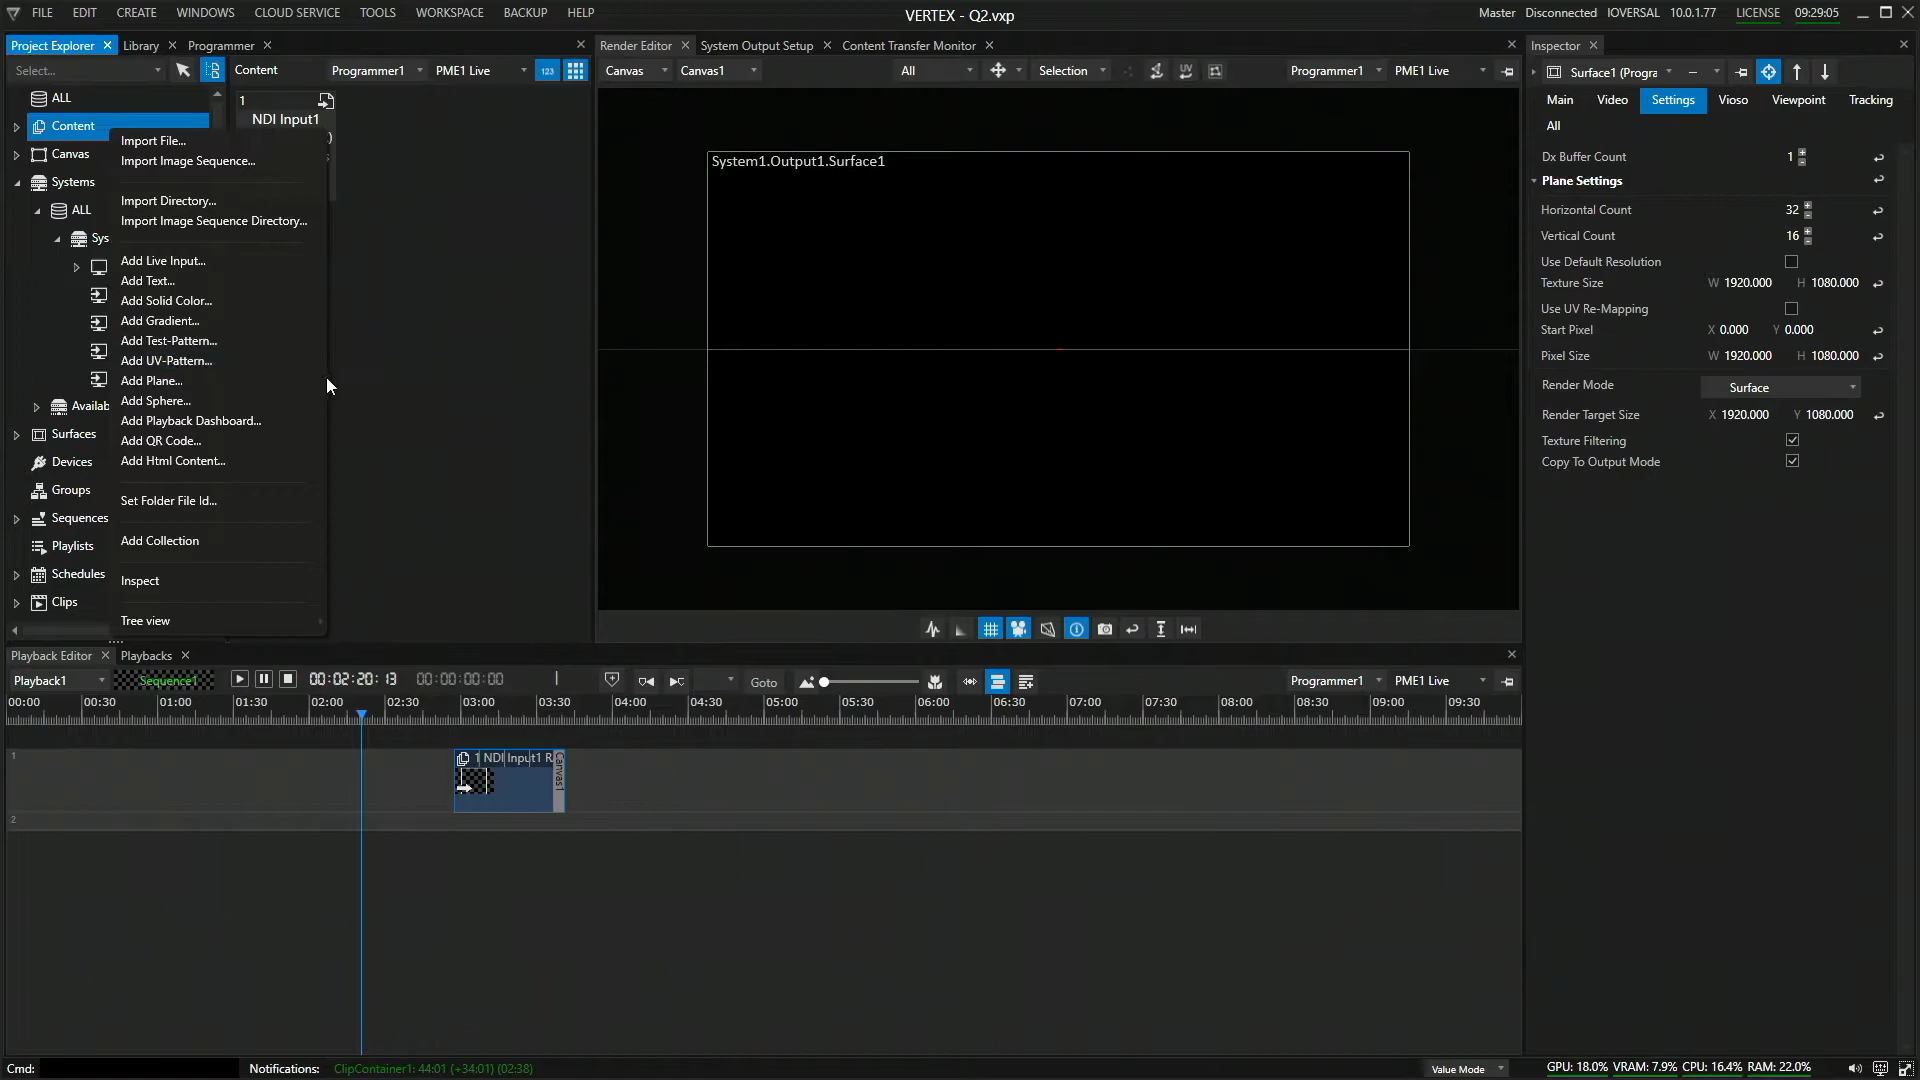 FILE EDIT CREATE WINDOWS CLOUD SERVICE TOOLS WORKSPACE BACKUP HELP VERTEX - Q2.vxp Master Disconnected IOVERSAL 10.0.1.77 LICENSE 09:29:05
Project Explorer Library Programmer Render Editor System Output Setup Content Transfer Monitor Inspector
Select... Content Programmer1 PME1 Live 123 Canvas Canvas1 All Selection UV Programmer1 PME1 Live Surface1 (Progra
Main Video Settings Vioso Viewpoint Tracking
All
ALL
Content
Canvas
Systems
ALL
Sys
Availab
Surfaces
Devices
Groups
Sequences
Playlists
Schedules
Clips
Import File...
Import Image Sequence...
Import Directory...
Import Image Sequence Directory...
Add Live Input...
Add Text...
Add Solid Color...
Add Gradient...
Add Test-Pattern...
Add UV-Pattern...
Add Plane...
Add Sphere...
Add Playback Dashboard...
Add QR Code...
Add Html Content...
Set Folder File Id...
Add Collection
Inspect
Tree view
1
NDI Input1
System1.Output1.Surface1
Dx Buffer Count 1
Plane Settings
Horizontal Count 32
Vertical Count 16
Use Default Resolution
Texture Size W 1920.000 H 1080.000
Use UV Re-Mapping
Start Pixel X 0.000 Y 0.000
Pixel Size W 1920.000 H 1080.000
Render Mode Surface
Render Target Size X 1920.000 Y 1080.000
Texture Filtering
Copy To Output Mode
Playback Editor Playbacks
Playback1 Sequence1 00:02:20:13 00:00:00:00 Goto Programmer1 PME1 Live
00:00 00:30 01:00 01:30 02:00 02:30 03:00 03:30 04:00 04:30 05:00 05:30 06:00 06:30 07:00 07:30 08:00 08:30 09:00 09:30
1
1 NDI Input1 R
Canvas1
2
Cmd: Notifications: ClipContainer1: 44:01 (+34:01) (02:38) Value Mode GPU: 18.0% VRAM: 7.9% CPU: 16.4% RAM: 22.0%